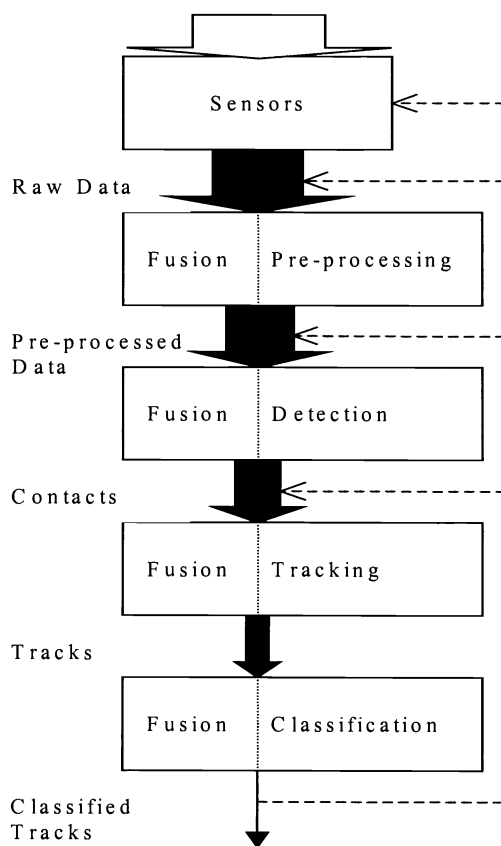 Sensors
Raw Data
Fusion Pre-processing
Pre-processed
Data
Fusion Detection
Contacts
Fusion Tracking
Tracks
Fusion Classification
Classified
Tracks